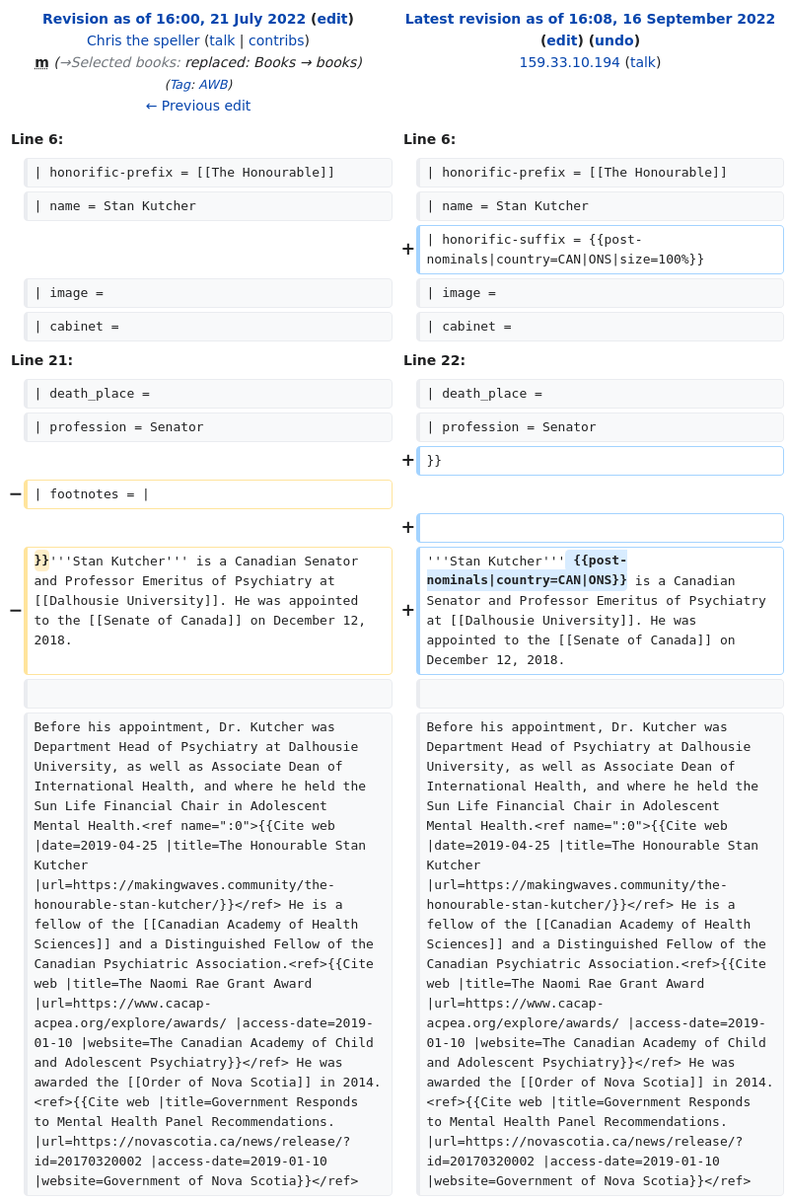 Revision as of 16:00, 21 July 2022 (edit)
Chris the speller (talk | contribs)
m (→Selected books: replaced: Books → books)
(Tag: AWB)
← Previous edit
Latest revision as of 16:08, 16 September 2022
(edit) (undo)
159.33.10.194 (talk)
Line 6:
Line 6:
| honorific-prefix = [[The Honourable]]
| honorific-prefix = [[The Honourable]]
| name = Stan Kutcher
| name = Stan Kutcher
+
| honorific-suffix = {{post-
nominals|country=CAN|ONS|size=100%}}
| image =
| image =
| cabinet =
| cabinet =
Line 21:
Line 22:
| death_place =
| death_place =
| profession = Senator
| profession = Senator
+
}}
−
| footnotes = |
+
−
}}'''Stan Kutcher''' is a Canadian Senator
and Professor Emeritus of Psychiatry at
[[Dalhousie University]]. He was appointed
to the [[Senate of Canada]] on December 12,
2018.
+
'''Stan Kutcher''' {{post-
nominals|country=CAN|ONS}} is a Canadian
Senator and Professor Emeritus of Psychiatry
at [[Dalhousie University]]. He was
appointed to the [[Senate of Canada]] on
December 12, 2018.
Before his appointment, Dr. Kutcher was
Department Head of Psychiatry at Dalhousie
University, as well as Associate Dean of
International Health, and where he held the
Sun Life Financial Chair in Adolescent
Mental Health.<ref name=":0">{{Cite web
|date=2019-04-25 |title=The Honourable Stan
Kutcher
|url=https://makingwaves.community/the-
honourable-stan-kutcher/}}</ref> He is a
fellow of the [[Canadian Academy of Health
Sciences]] and a Distinguished Fellow of the
Canadian Psychiatric Association.<ref>{{Cite
web |title=The Naomi Rae Grant Award
|url=https://www.cacap-
acpea.org/explore/awards/ |access-date=2019-
01-10 |website=The Canadian Academy of Child
and Adolescent Psychiatry}}</ref> He was
awarded the [[Order of Nova Scotia]] in 2014.
<ref>{{Cite web |title=Government Responds
to Mental Health Panel Recommendations.
|url=https://novascotia.ca/news/release/?
id=20170320002 |access-date=2019-01-10
|website=Government of Nova Scotia}}</ref>
Before his appointment, Dr. Kutcher was
Department Head of Psychiatry at Dalhousie
University, as well as Associate Dean of
International Health, and where he held the
Sun Life Financial Chair in Adolescent
Mental Health.<ref name=":0">{{Cite web
|date=2019-04-25 |title=The Honourable Stan
Kutcher
|url=https://makingwaves.community/the-
honourable-stan-kutcher/}}</ref> He is a
fellow of the [[Canadian Academy of Health
Sciences]] and a Distinguished Fellow of the
Canadian Psychiatric Association.<ref>{{Cite
web |title=The Naomi Rae Grant Award
|url=https://www.cacap-
acpea.org/explore/awards/ |access-date=2019-
01-10 |website=The Canadian Academy of Child
and Adolescent Psychiatry}}</ref> He was
awarded the [[Order of Nova Scotia]] in 2014.
<ref>{{Cite web |title=Government Responds
to Mental Health Panel Recommendations.
|url=https://novascotia.ca/news/release/?
id=20170320002 |access-date=2019-01-10
|website=Government of Nova Scotia}}</ref>